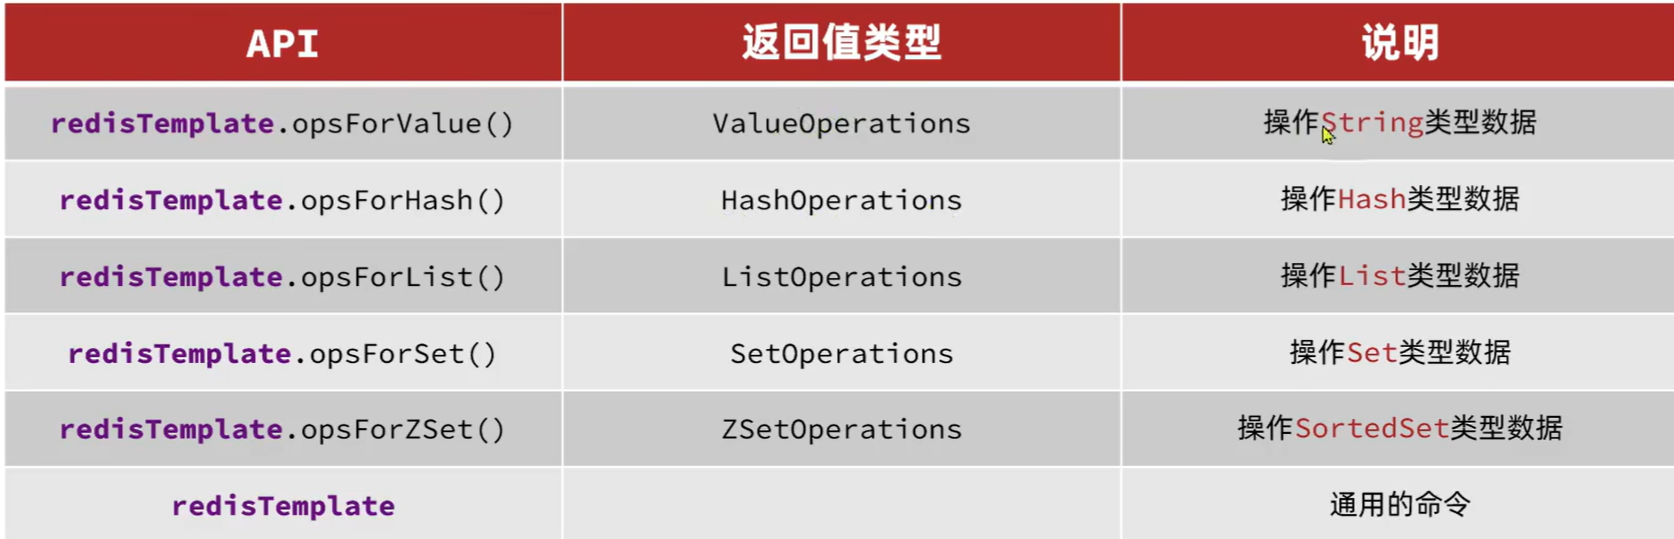 API 返回值类型 说明
redisTemplate.opsForValue() ValueOperations 操作String类型数据
redisTemplate.opsForHash() HashOperations 操作Hash类型数据
redisTemplate.opsForList() ListOperations 操作List类型数据
redisTemplate.opsForSet() SetOperations 操作Set类型数据
redisTemplate.opsForZSet() ZSetOperations 操作SortedSet类型数据
redisTemplate 通用的命令